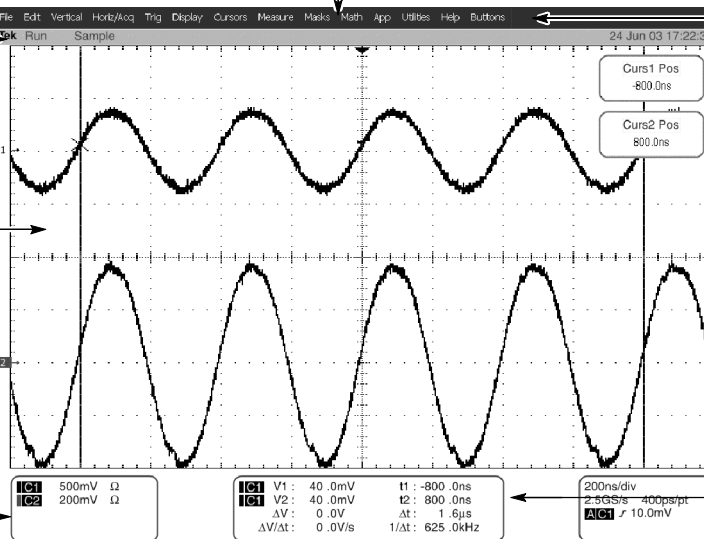 File Edit Vertical Horiz/Acq Trig Display Cursors Measure Masks Math App Utilities Help Buttons
Tek Run Sample 24 Jun 03 17:22:3
Curs1 Pos
-800.0ns
Curs2 Pos
800.0ns
1
2
C1 500mV Ω
C2 200mV Ω
C1 V1 : 40 .0mV t1 : -800 .0ns
C1 V2 : 40 .0mV t2 : 800 .0ns
ΔV : 0 .0V Δt : 1 .6µs
ΔV/Δt : 0 .0V/s 1/Δt : 625 .0kHz
200ns/div
2.5GS/s 400ps/pt
A C1 10.0mV